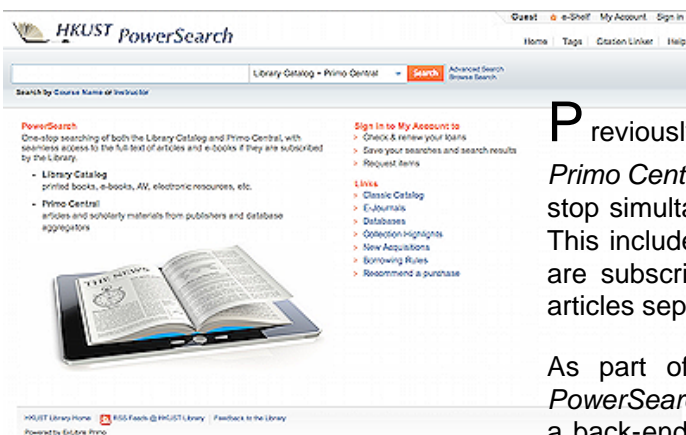 Guest e-Shelf My Account Sign in
HKUST PowerSearch
Home Tags Citation Linker Help
Library Catalog + Primo Central Search Advanced Search
Browse Search
Search by Course Name or Instructor
PowerSearch
One-stop searching of both the Library Catalog and Primo Central, with
seamless access to the full text of articles and e-books if they are subscribed
by the Library.
- Library Catalog
printed books, e-books, AV, electronic resources, etc.
- Primo Central
articles and scholarly materials from publishers and database
aggregators
THE NEWS
Sign in to My Account to
> Check & renew your loans
> Save your searches and search results
> Request items
Links
> Classic Catalog
> E-Journals
> Databases
> Collection Highlights
> New Acquisitions
> Borrowing Rules
> Recommend a purchase
HKUST Library Home RSS Feeds @ HKUST Library Feedback to the Library
Powered by ExLibris Primo
Previousl
Primo Cent
stop simulta
This include
are subscri
articles sep
As part of
PowerSear
a back-end